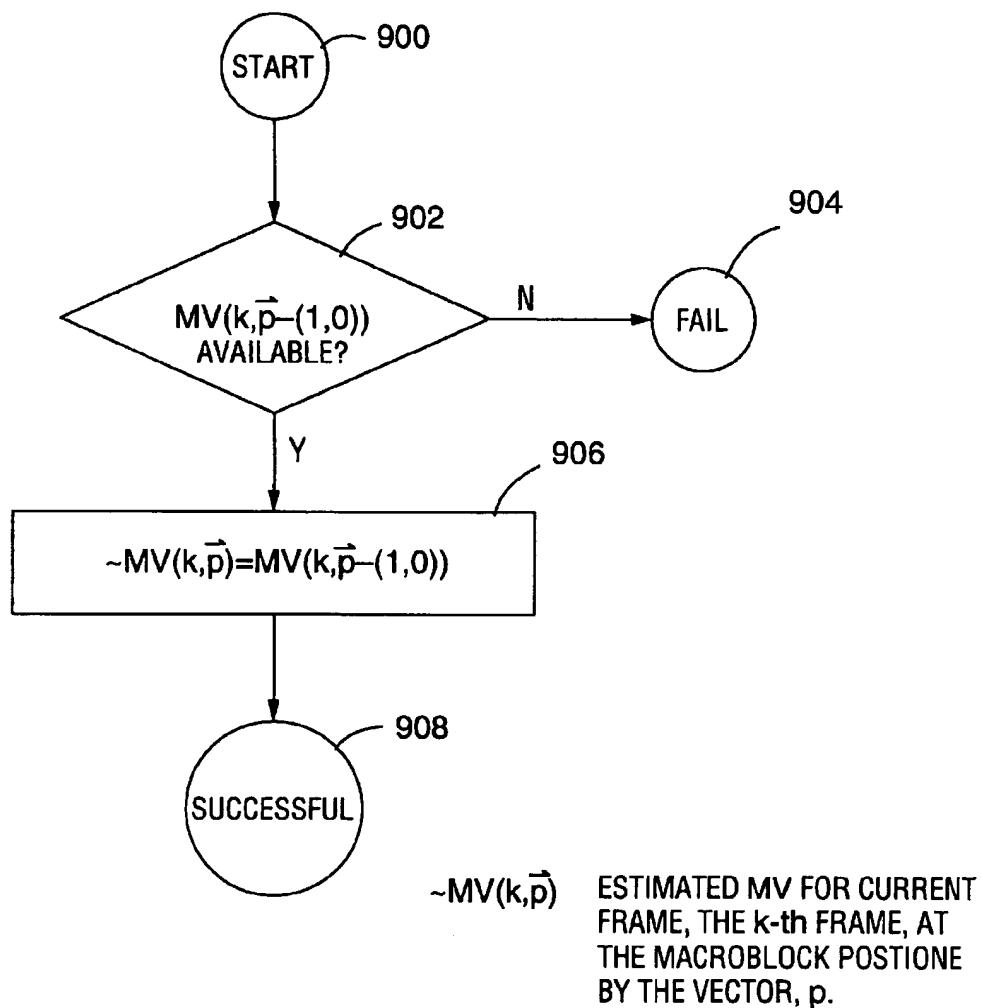 900
START
902
904
MV(k,p⃗–(1,0))
AVAILABLE?
N
FAIL
Y
906
~MV(k,p⃗)=MV(k,p⃗–(1,0))
908
SUCCESSFUL
~MV(k,p⃗) ESTIMATED MV FOR CURRENT
FRAME, THE k-th FRAME, AT
THE MACROBLOCK POSTIONE
BY THE VECTOR, p.